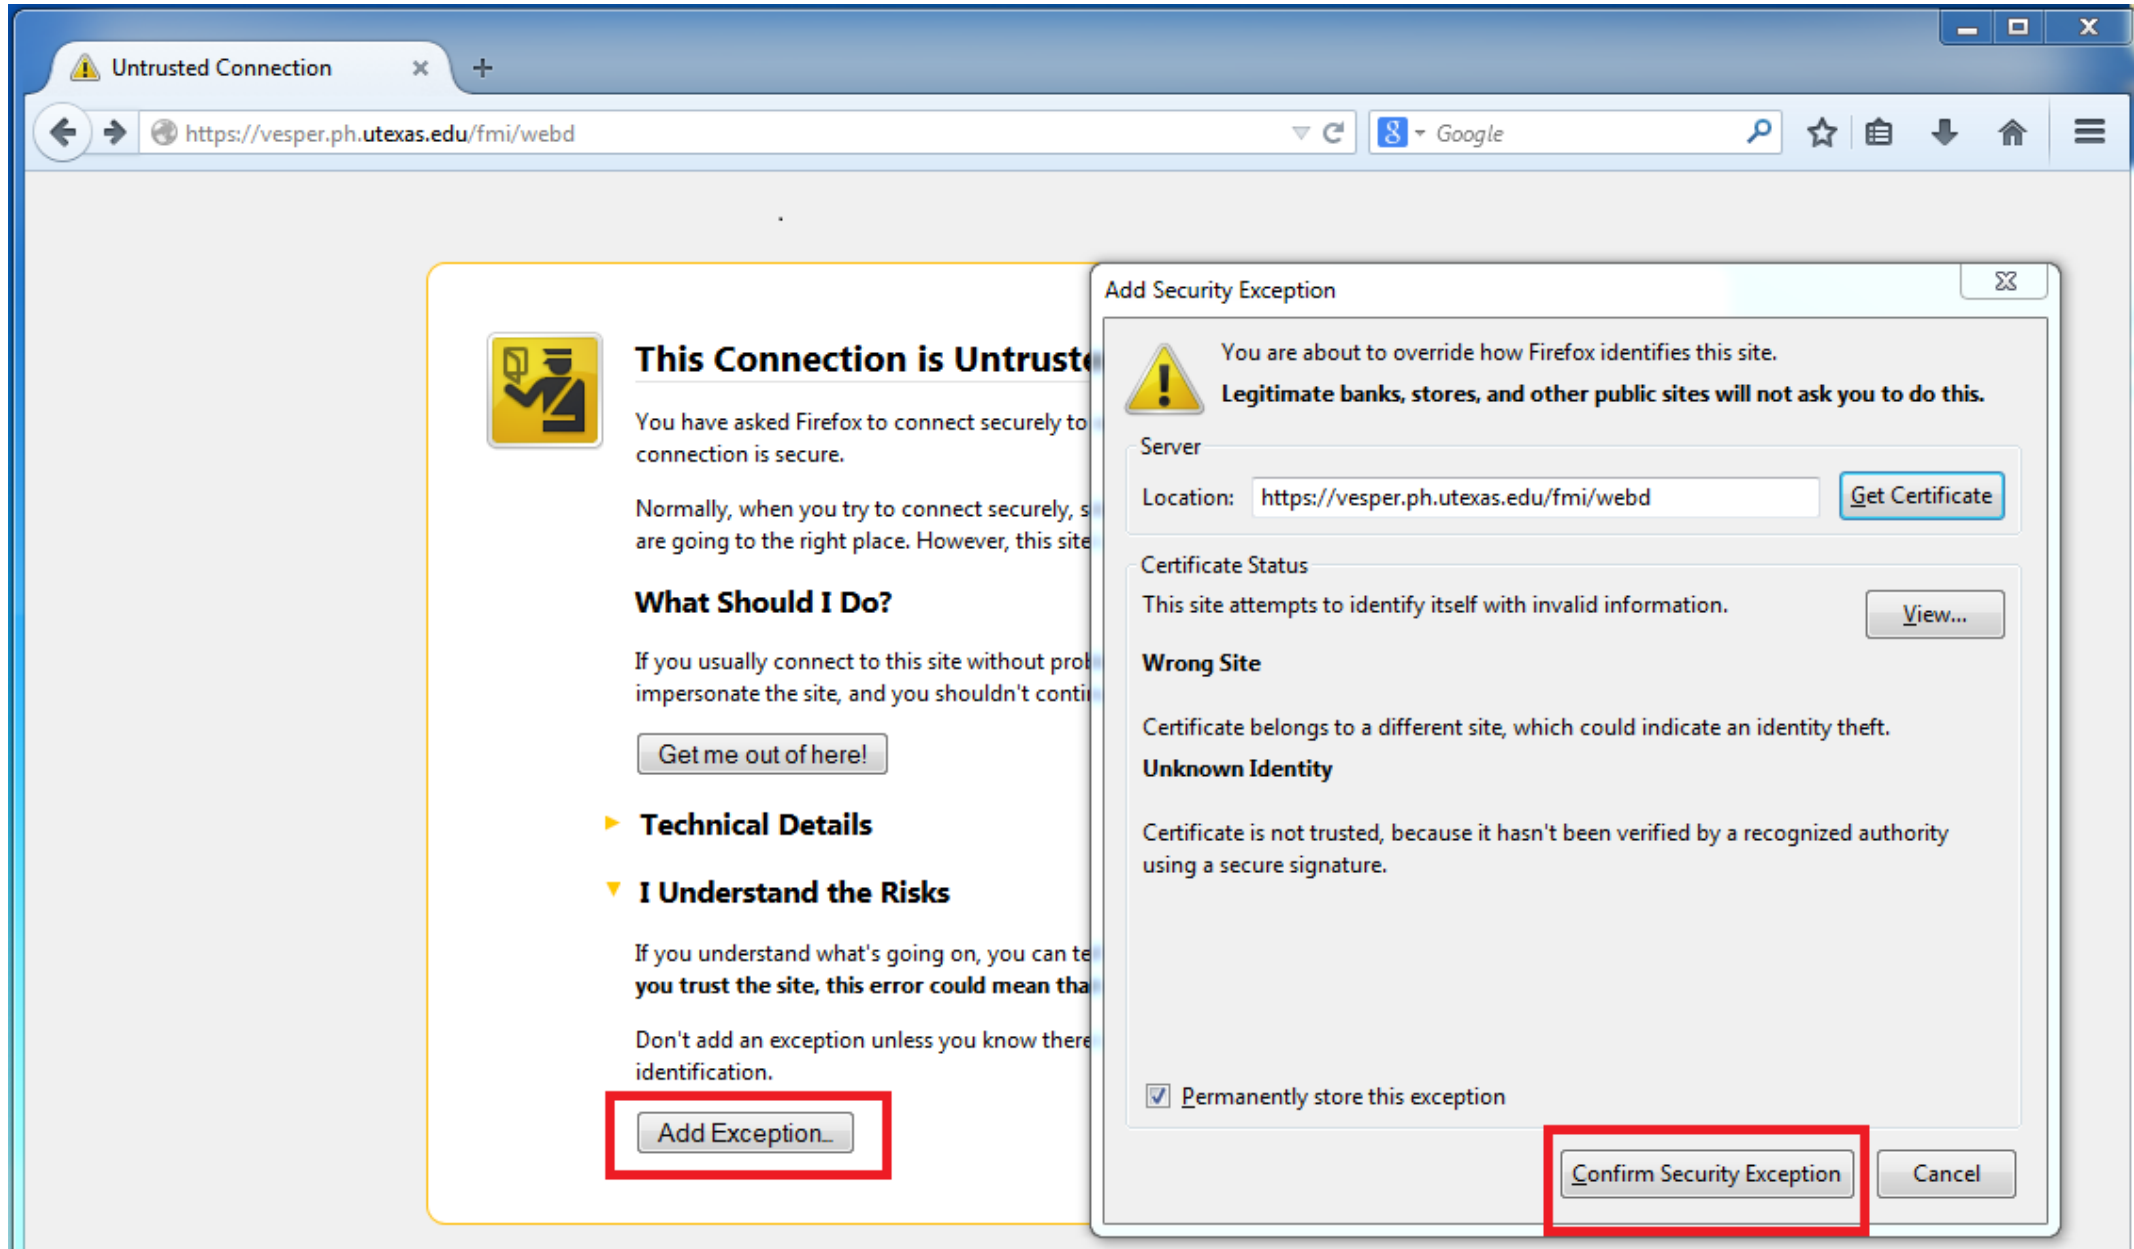 Untrusted Connection
https://vesper.ph.utexas.edu/fmi/webd
8 Google
This Connection is Untruste
You have asked Firefox to connect securely to
connection is secure.
Normally, when you try to connect securely, s
are going to the right place. However, this site
What Should I Do?
If you usually connect to this site without prob
impersonate the site, and you shouldn't conti
Get me out of here!
Technical Details
I Understand the Risks
If you understand what's going on, you can te
you trust the site, this error could mean tha
Don't add an exception unless you know there
identification.
Add Exception...
Add Security Exception
You are about to override how Firefox identifies this site.
Legitimate banks, stores, and other public sites will not ask you to do this.
Server
Location: https://vesper.ph.utexas.edu/fmi/webd Get Certificate
Certificate Status
This site attempts to identify itself with invalid information.
View...
Wrong Site
Certificate belongs to a different site, which could indicate an identity theft.
Unknown Identity
Certificate is not trusted, because it hasn't been verified by a recognized authority
using a secure signature.
Permanently store this exception
Confirm Security Exception Cancel